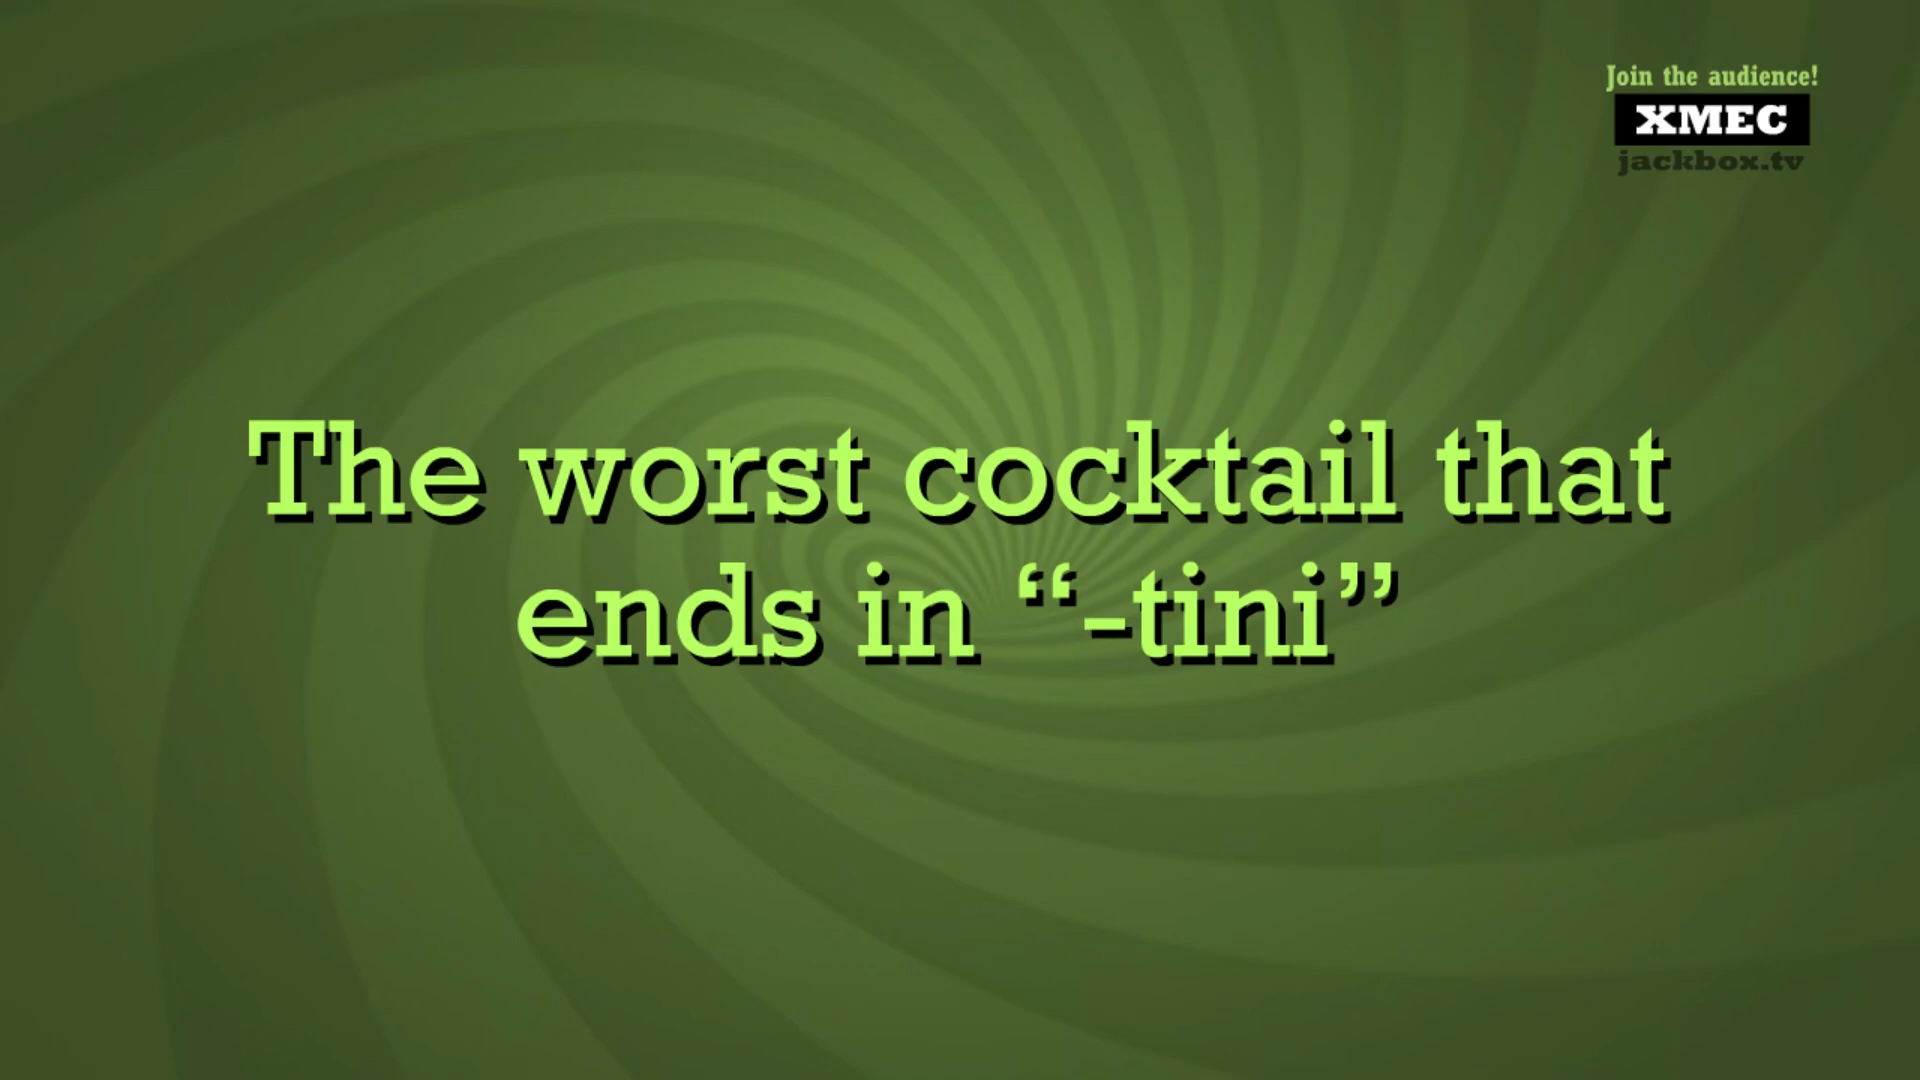 Join the audience!
XMEC
jackbox.tv
The worst cocktail that
ends in “-tini”